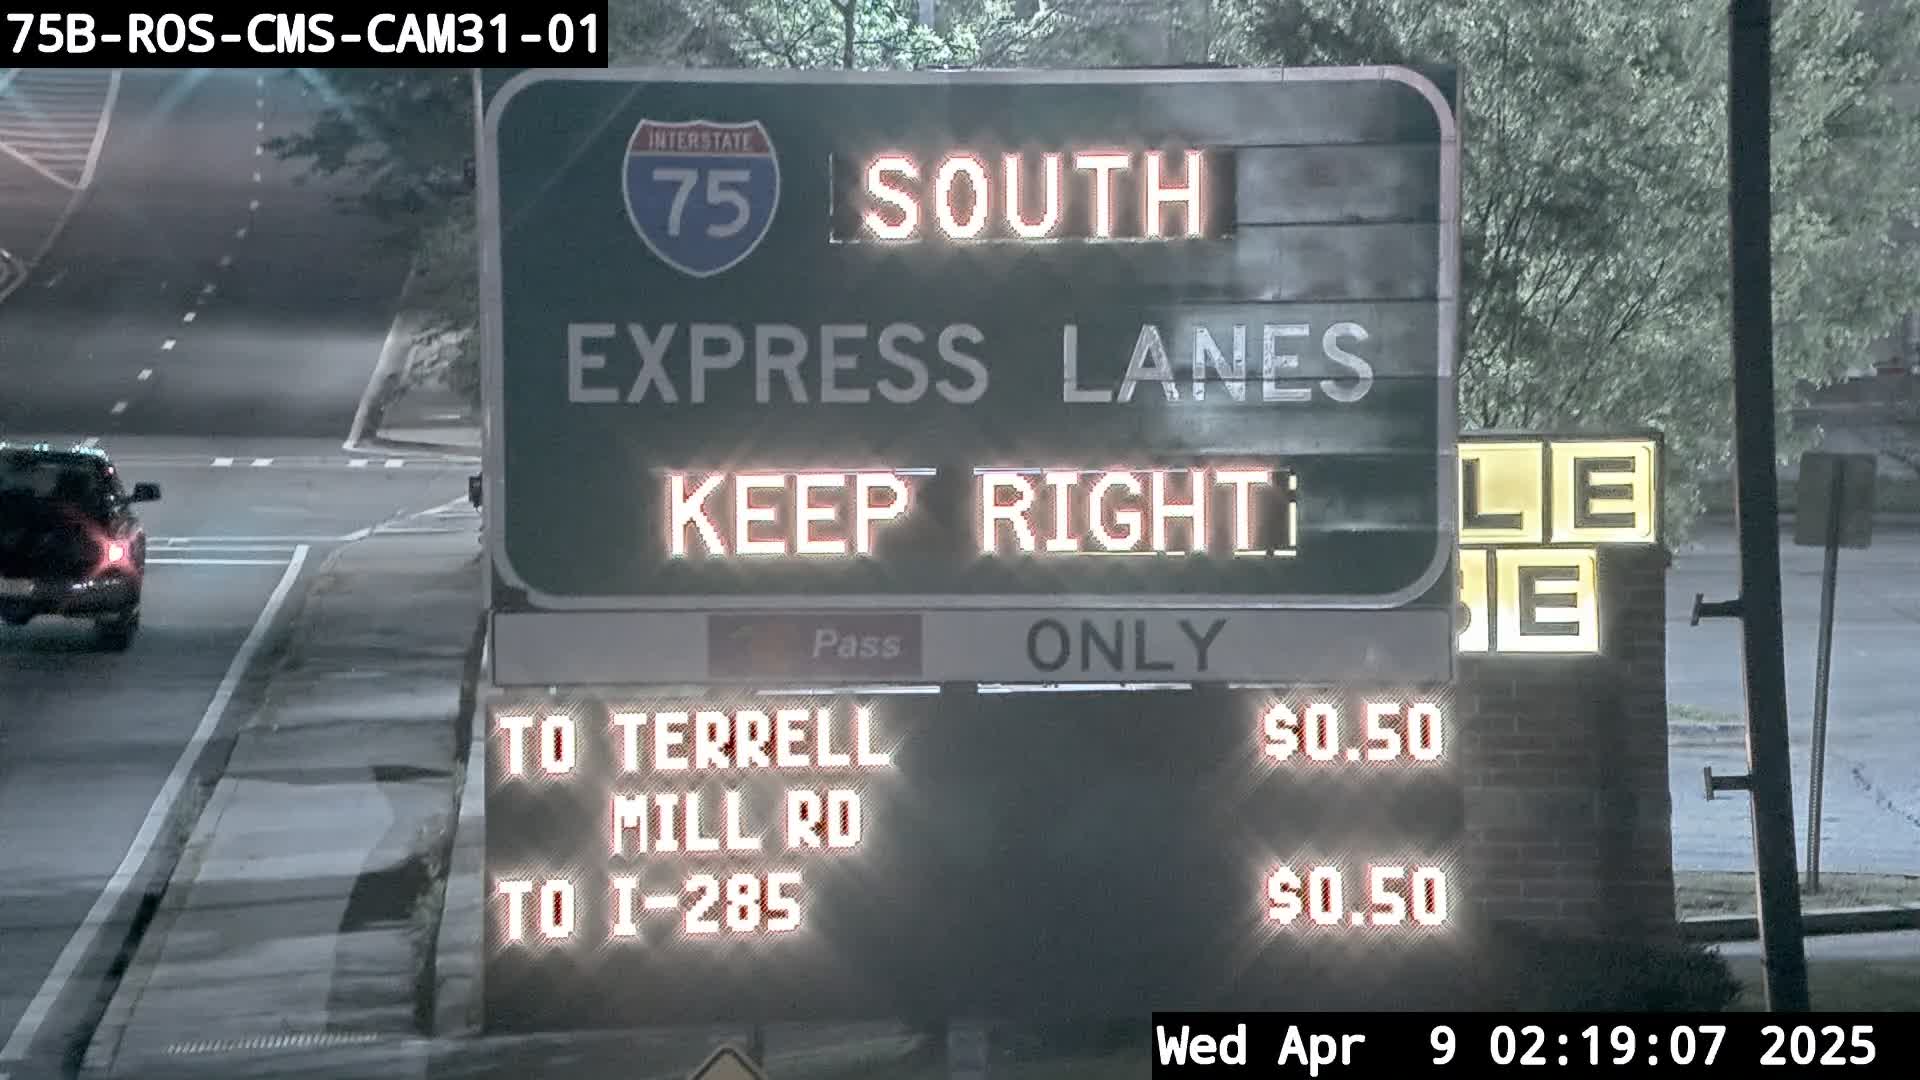 75B-ROS-CMS-CAM31-01
INTERSTATE
75
SOUTH
EXPRESS LANES
KEEP RIGHT
Pass ONLY
TO TERRELL $0.50
MILL RD
TO I-285 $0.50
LE
E
Wed Apr 9 02:19:07 2025